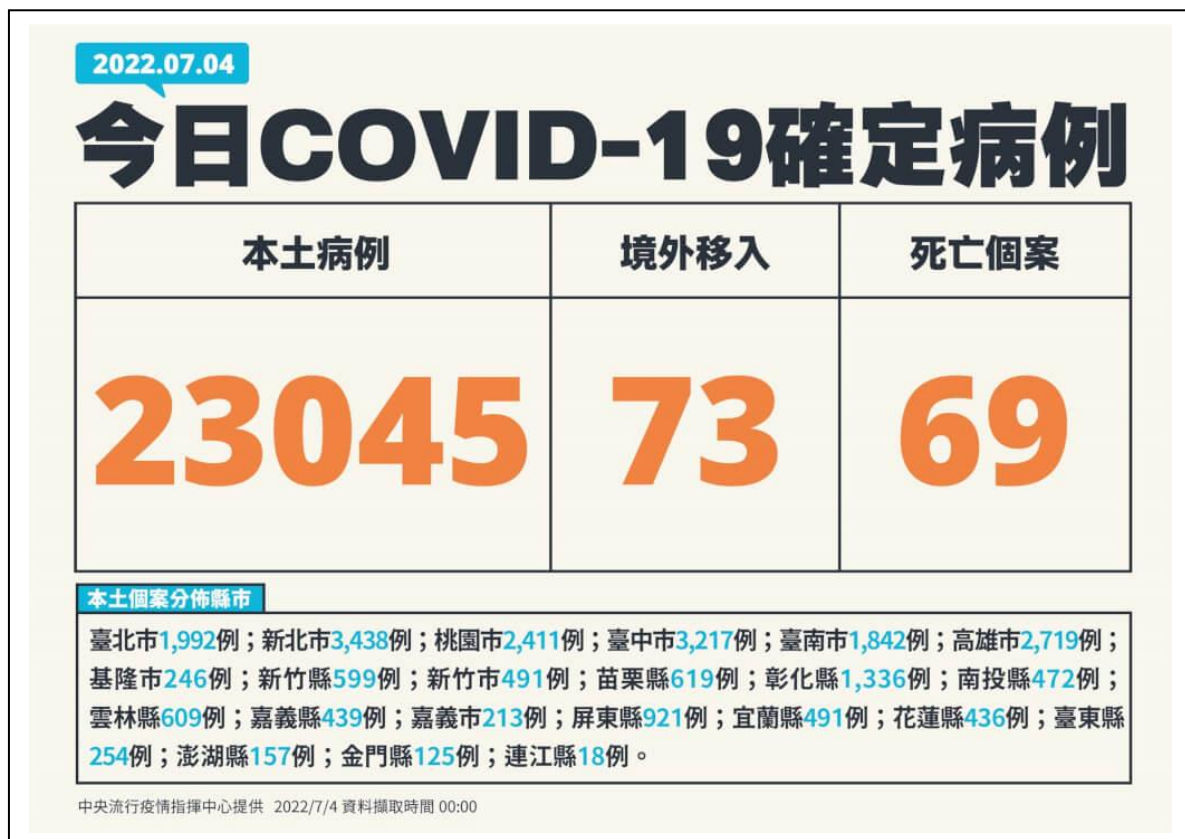 2022.07.04
今日COVID-19確定病例
本土病例 境外移入 死亡個案
23045 73 69
本土個案分佈縣市
臺北市1,992例；新北市3,438例；桃園市2,411例；臺中市3,217例；臺南市1,842例；高雄市2,719例；
基隆市246例；新竹縣599例；新竹市491例；苗栗縣619例；彰化縣1,336例；南投縣472例；
雲林縣609例；嘉義縣439例；嘉義市213例；屏東縣921例；宜蘭縣491例；花蓮縣436例；臺東縣
254例；澎湖縣157例；金門縣125例；連江縣18例。
中央流行疫情指揮中心提供 2022/7/4 資料擷取時間 00:00